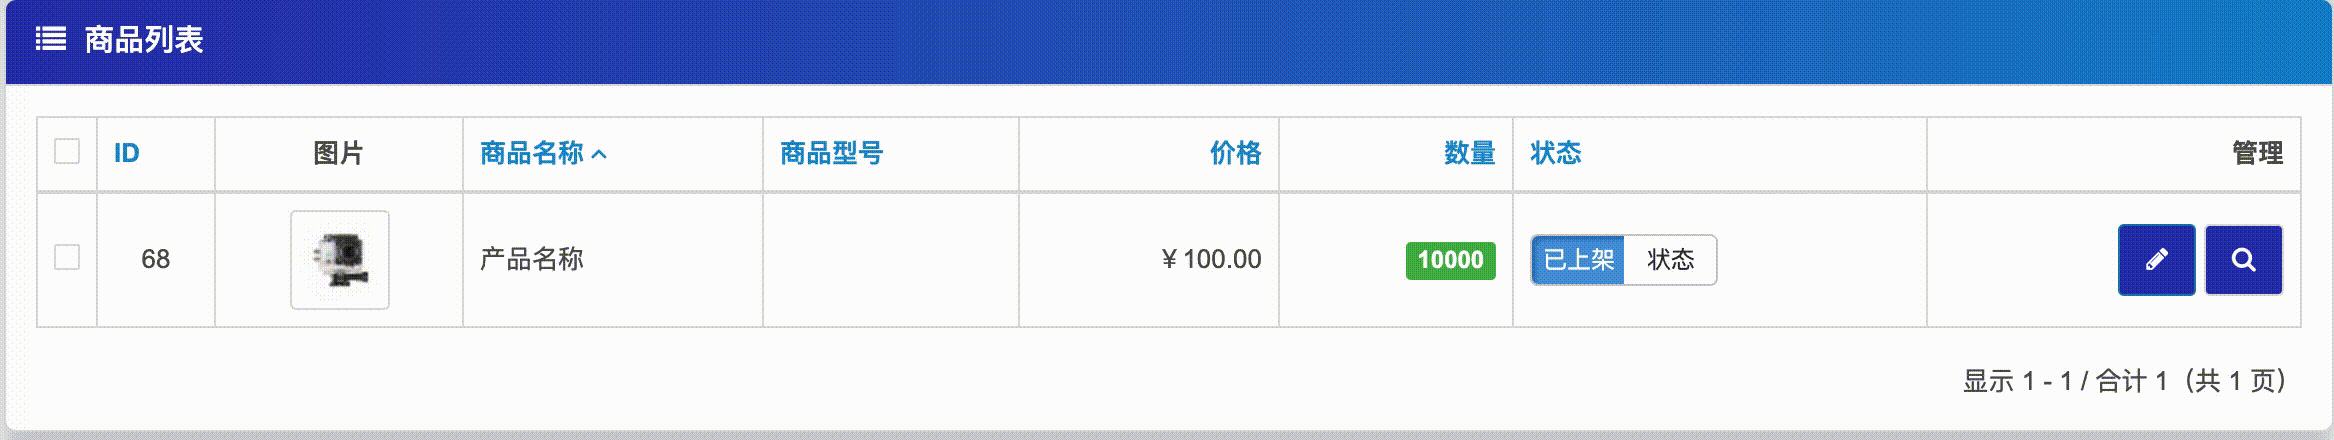 商品列表
ID 图片 商品名称 商品型号 价格 数量 状态 管理
68 产品名称 ¥100.00 10000 已上架 状态
显示 1 - 1 / 合计 1（共 1 页）